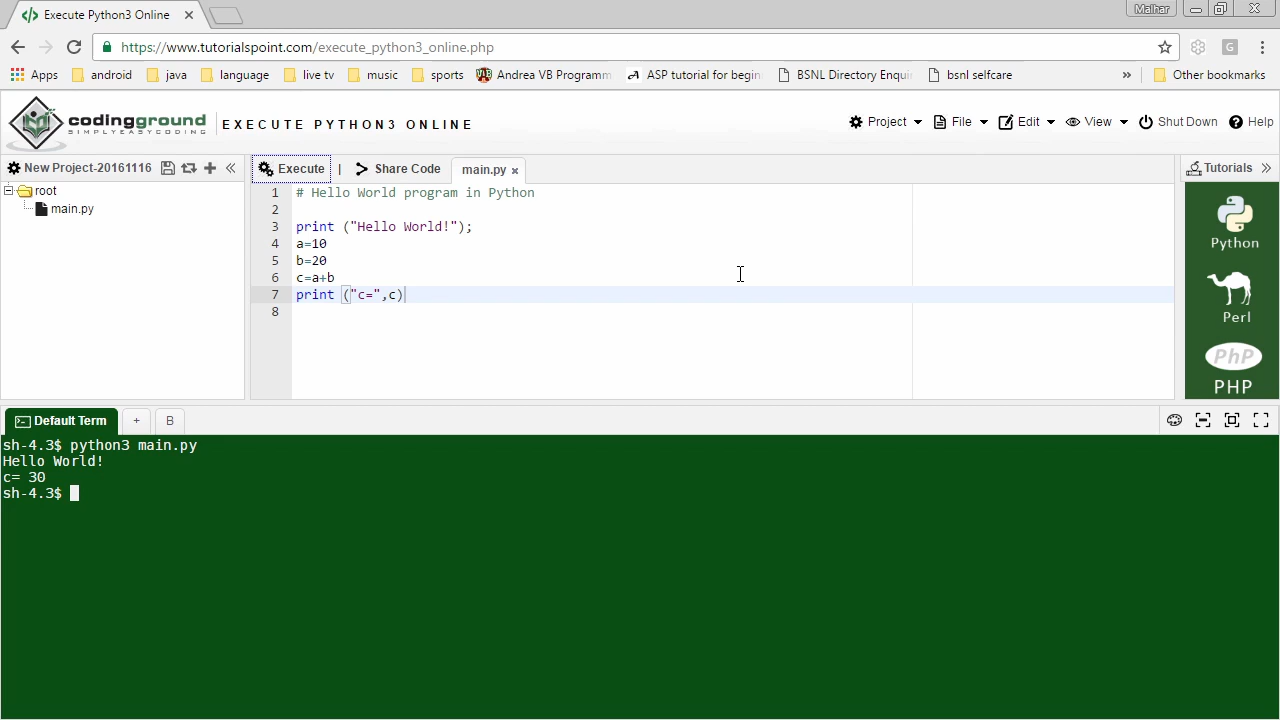 Execute Python3 Online
Malhar
https://www.tutorialspoint.com/execute_python3_online.php
G
Apps android java language live tv music sports Andrea VB Programm ASP tutorial for begin BSNL Directory Enqui bsnl selfcare » Other bookmarks
codingground
SIMPLYEASYCODING
EXECUTE PYTHON3 ONLINE
Project File Edit View Shut Down Help
New Project-20161116 «
Execute | Share Code main.py
Tutorials »
root
main.py
1 # Hello World program in Python
2
3 print ("Hello World!");
4 a=10
5 b=20
6 c=a+b
7 print ("c=",c)
8
Python
Perl
PHP
PHP
Default Term + B
sh-4.3$ python3 main.py
Hello World!
c= 30
sh-4.3$